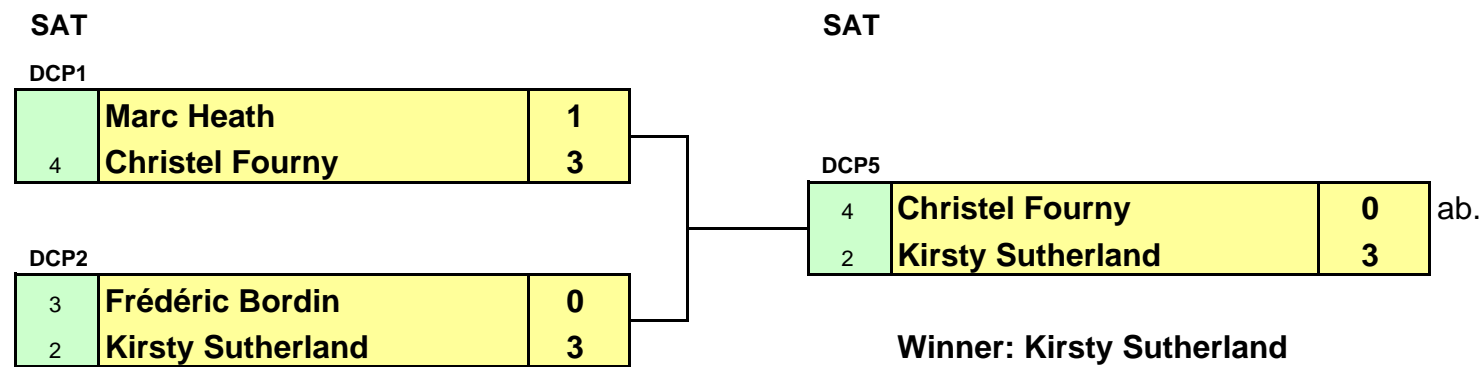 SAT SAT
DCP1
Marc Heath 1
4 Christel Fourny 3
DCP5
4 Christel Fourny 0 ab.
2 Kirsty Sutherland 3
DCP2
3 Frédéric Bordin 0
2 Kirsty Sutherland 3
Winner: Kirsty Sutherland